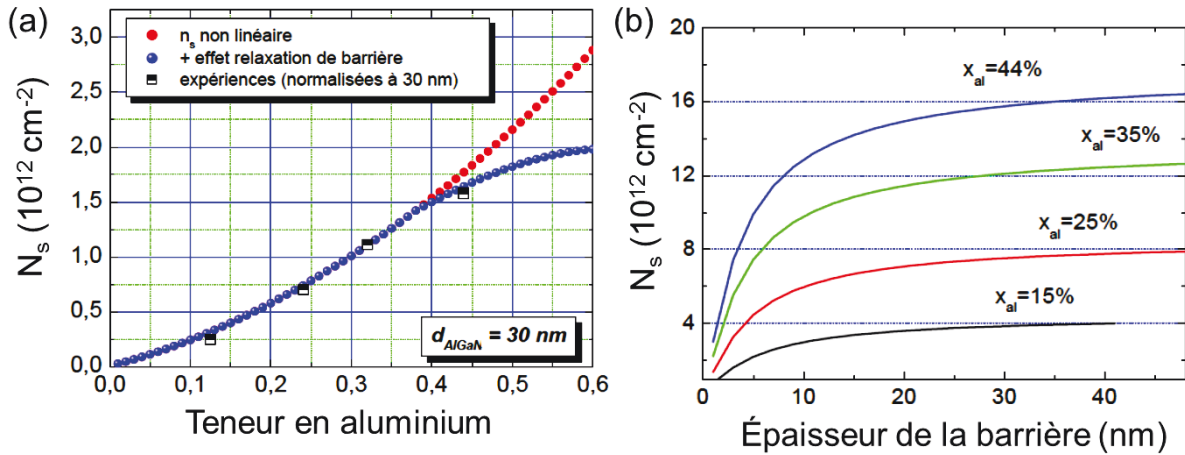 (a)
3,0
2,5
2,0
1,5
1,0
0,5
0,0
N_s (10^12 cm^-2)
n_s non linéaire
+ effet relaxation de barrière
expériences (normalisées à 30 nm)
d_AlGaN = 30 nm
0,0 0,1 0,2 0,3 0,4 0,5 0,6
Teneur en aluminium
(b)
20
16
12
8
4
N_s (10^12 cm^-2)
x_al=44%
x_al=35%
x_al=25%
x_al=15%
0 10 20 30 40
Épaisseur de la barrière (nm)